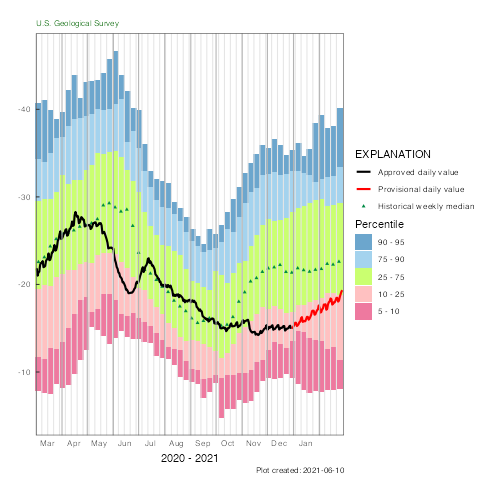 U.S. Geological Survey
-40
-30
-20
-10
Mar Apr May Jun Jul Aug Sep Oct Nov Dec Jan
2020 - 2021
Plot created: 2021-06-10
EXPLANATION
Approved daily value
Provisional daily value
Historical weekly median
Percentile
90 - 95
75 - 90
25 - 75
10 - 25
5 - 10